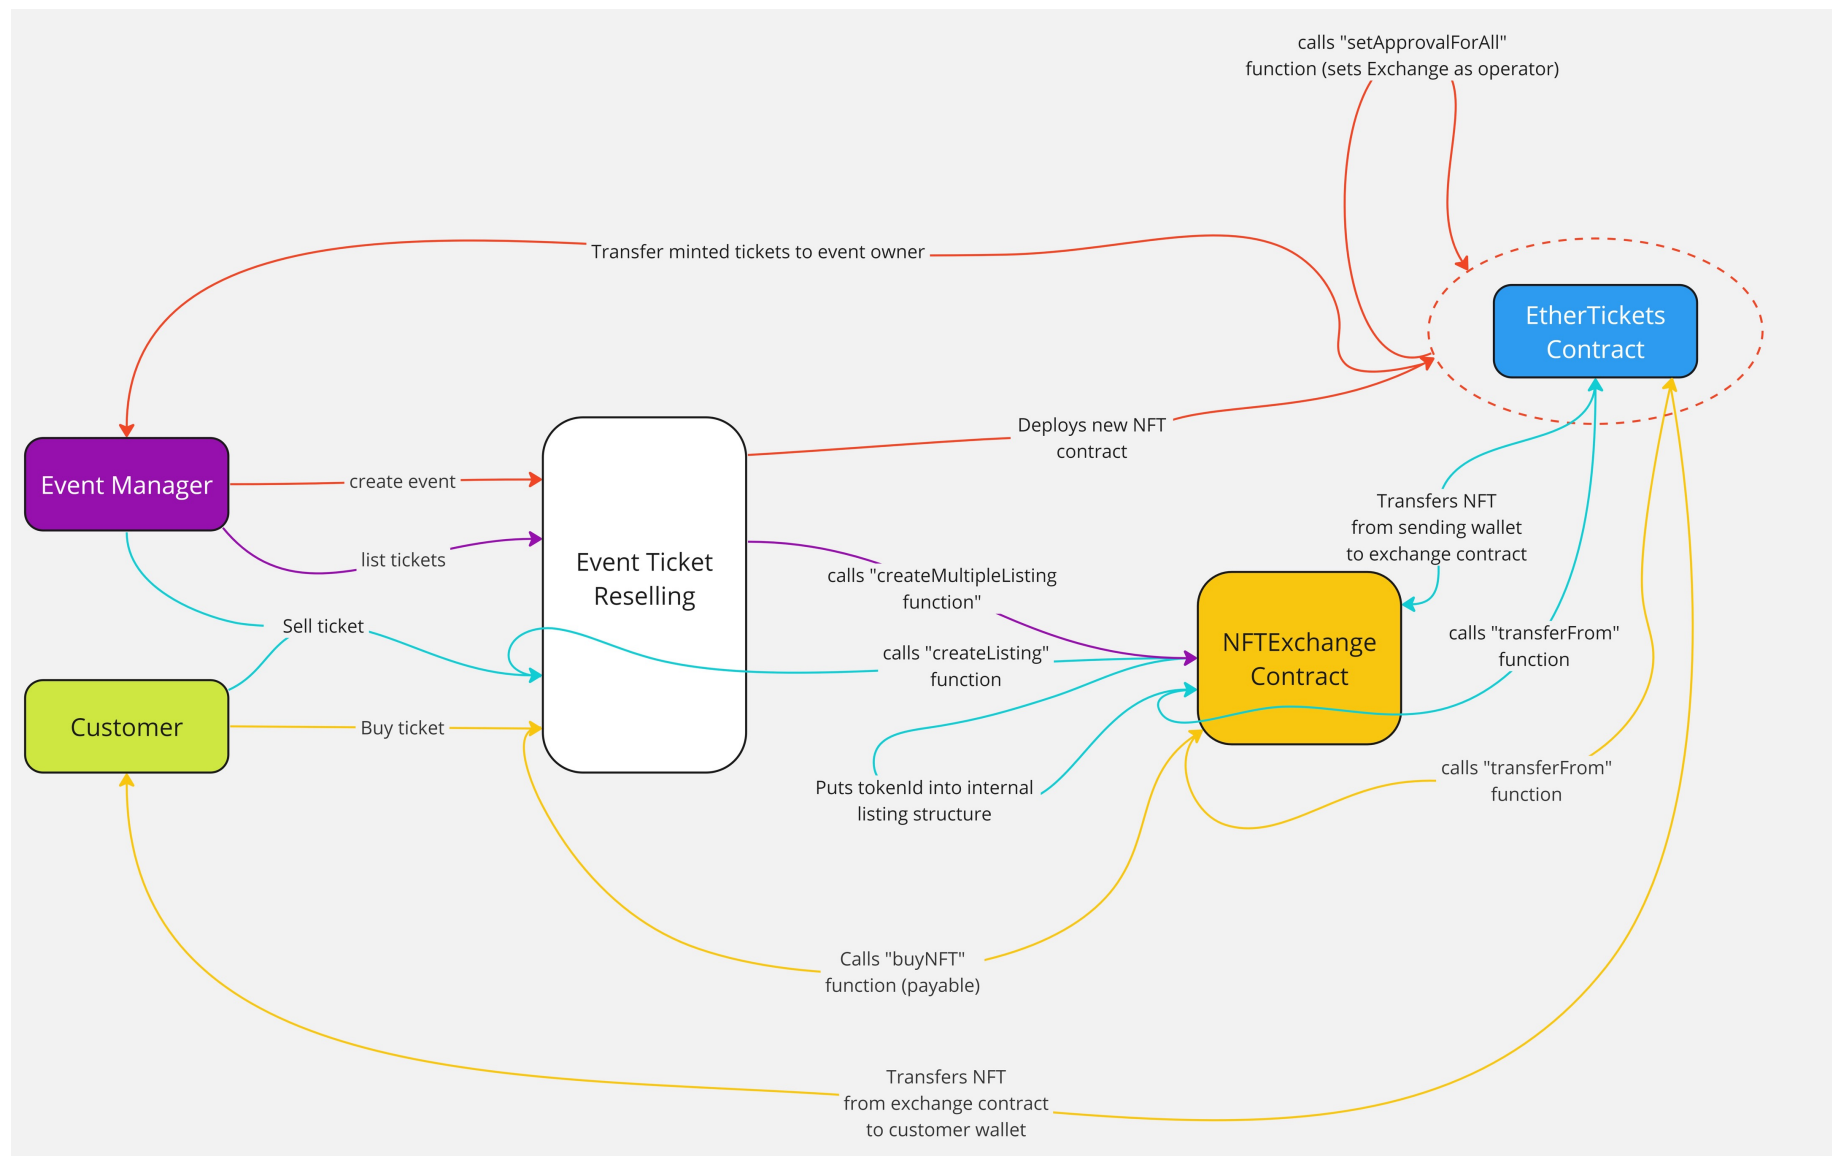 calls "setApprovalForAll"
function (sets Exchange as operator)
Transfer minted tickets to event owner
EtherTickets
Contract
Deploys new NFT
contract
Event Manager
create event
list tickets
Event Ticket
Reselling
Transfers NFT
from sending wallet
to exchange contract
calls "createMultipleListing
function"
Sell ticket
calls "createListing"
function
NFTExchange
Contract
calls "transferFrom"
function
Customer
Buy ticket
Puts tokenId into internal
listing structure
calls "transferFrom"
function
Calls "buyNFT"
function (payable)
Transfers NFT
from exchange contract
to customer wallet